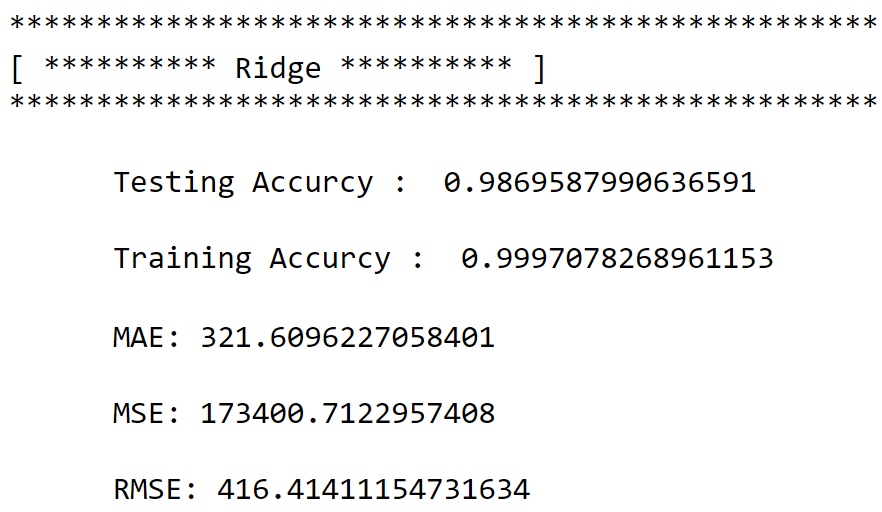 **************************************************
[ ********** Ridge ********** ]
**************************************************
Testing Accurcy :  0.9869587990636591
Training Accurcy :  0.9997078268961153
MAE: 321.6096227058401
MSE: 173400.7122957408
RMSE: 416.41411154731634